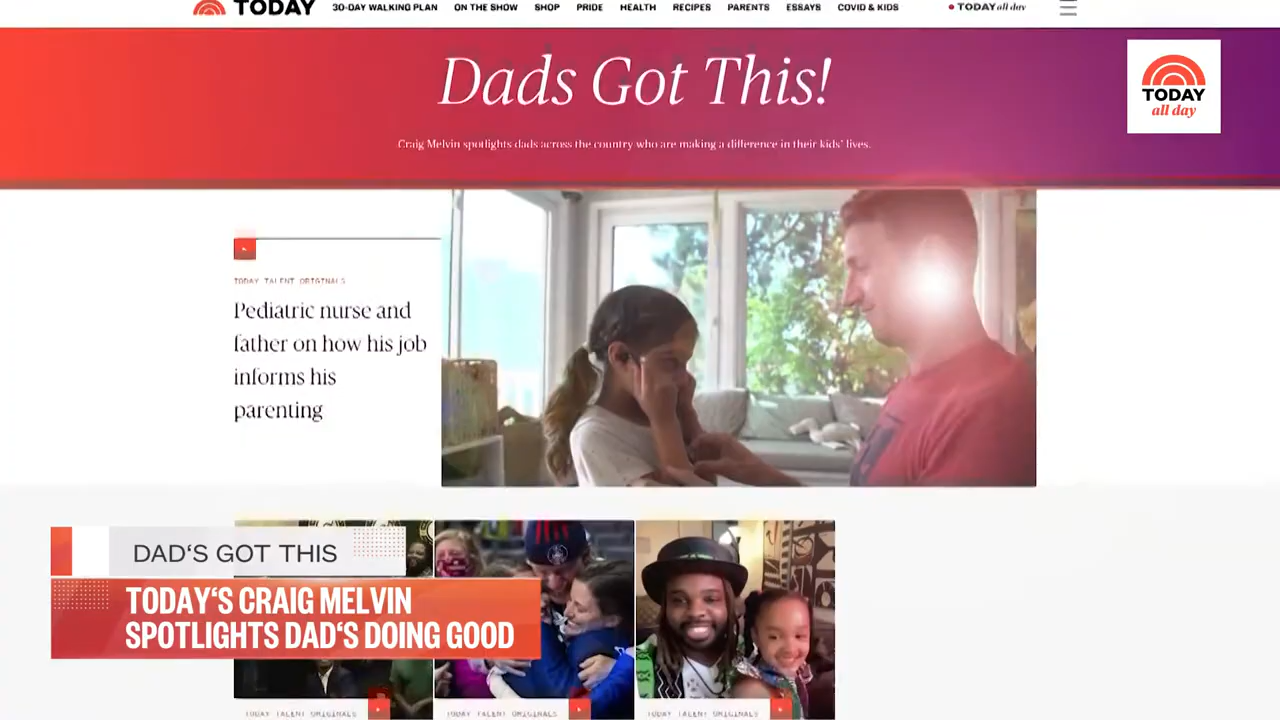 TODAY
30-DAY WALKING PLAN
ON THE SHOW
SHOP
PRIDE
HEALTH
RECIPES
PARENTS
ESSAYS
COVID & KIDS
TODAY all day
Dads Got This!
TODAY
all day
Craig Melvin spotlights dads across the country who are making a difference in their kids' lives.
TODAY TALENT ORIGINALS
Pediatric nurse and
father on how his job
informs his
parenting
DAD'S GOT THIS
TODAY'S CRAIG MELVIN
SPOTLIGHTS DAD'S DOING GOOD
TODAY TALENT ORIGINALS
TODAY TALENT ORIGINALS
TODAY TALENT ORIGINALS